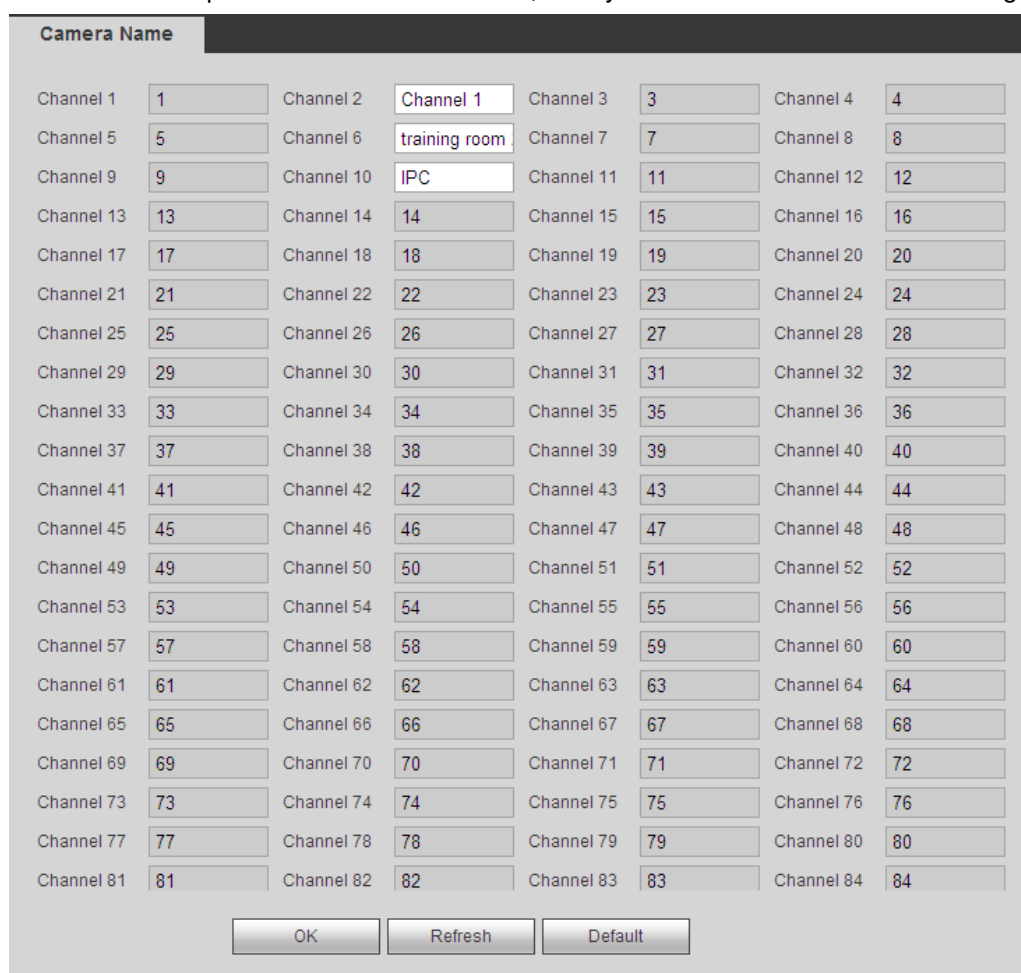 Camera Name
Channel 1 1 Channel 2 Channel 1 Channel 3 3 Channel 4 4
Channel 5 5 Channel 6 training room Channel 7 7 Channel 8 8
Channel 9 9 Channel 10 IPC Channel 11 11 Channel 12 12
Channel 13 13 Channel 14 14 Channel 15 15 Channel 16 16
Channel 17 17 Channel 18 18 Channel 19 19 Channel 20 20
Channel 21 21 Channel 22 22 Channel 23 23 Channel 24 24
Channel 25 25 Channel 26 26 Channel 27 27 Channel 28 28
Channel 29 29 Channel 30 30 Channel 31 31 Channel 32 32
Channel 33 33 Channel 34 34 Channel 35 35 Channel 36 36
Channel 37 37 Channel 38 38 Channel 39 39 Channel 40 40
Channel 41 41 Channel 42 42 Channel 43 43 Channel 44 44
Channel 45 45 Channel 46 46 Channel 47 47 Channel 48 48
Channel 49 49 Channel 50 50 Channel 51 51 Channel 52 52
Channel 53 53 Channel 54 54 Channel 55 55 Channel 56 56
Channel 57 57 Channel 58 58 Channel 59 59 Channel 60 60
Channel 61 61 Channel 62 62 Channel 63 63 Channel 64 64
Channel 65 65 Channel 66 66 Channel 67 67 Channel 68 68
Channel 69 69 Channel 70 70 Channel 71 71 Channel 72 72
Channel 73 73 Channel 74 74 Channel 75 75 Channel 76 76
Channel 77 77 Channel 78 78 Channel 79 79 Channel 80 80
Channel 81 81 Channel 82 82 Channel 83 83 Channel 84 84
OK Refresh Default